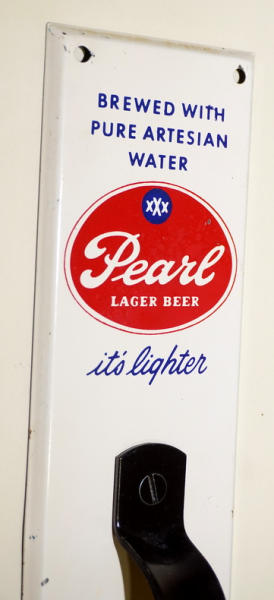 BREWED WITH
PURE ARTESIAN
WATER
xXx
Pearl
LAGER BEER
it's lighter